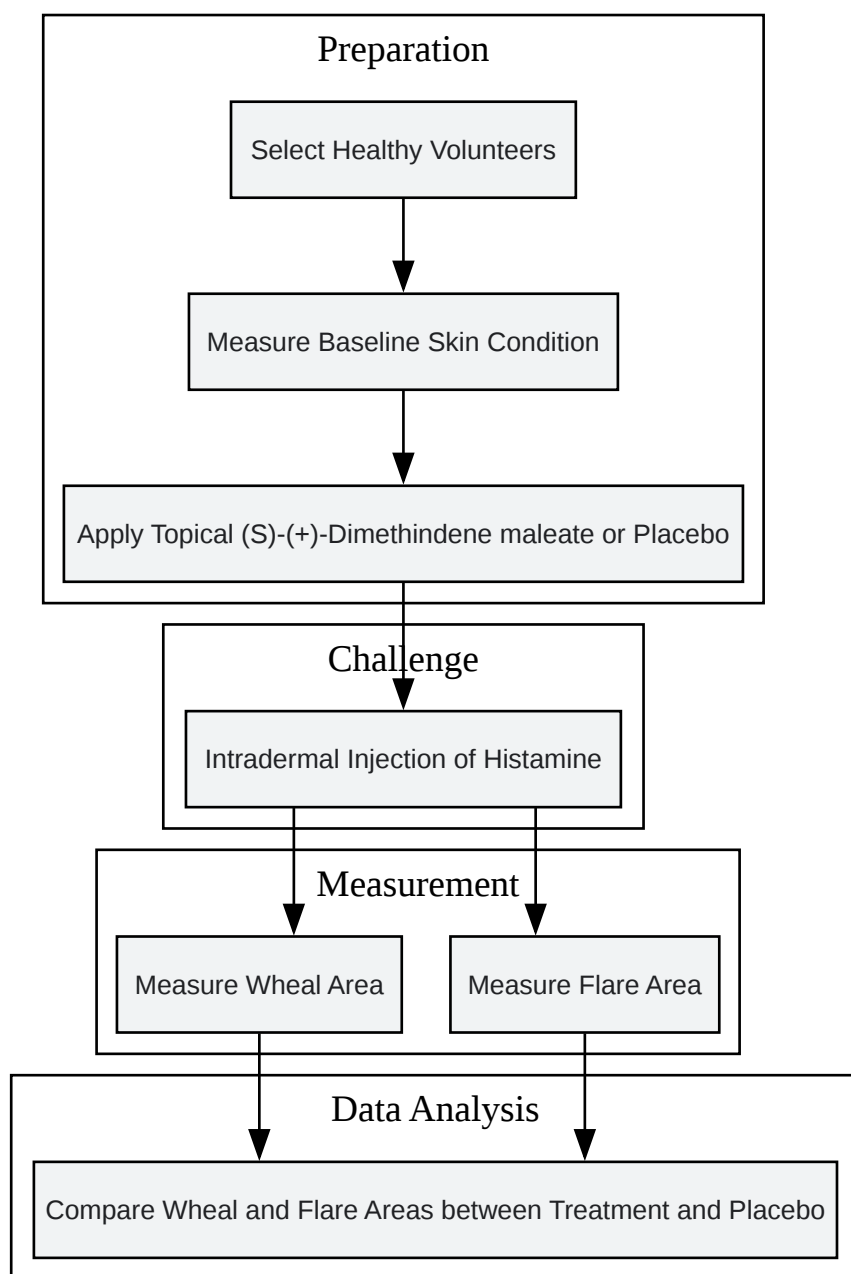 Preparation
Select Healthy Volunteers
Measure Baseline Skin Condition
Apply Topical (S)-(+)-Dimethindene maleate or Placebo
Challenge
Intradermal Injection of Histamine
Measurement
Measure Wheal Area
Measure Flare Area
Data Analysis
Compare Wheal and Flare Areas between Treatment and Placebo